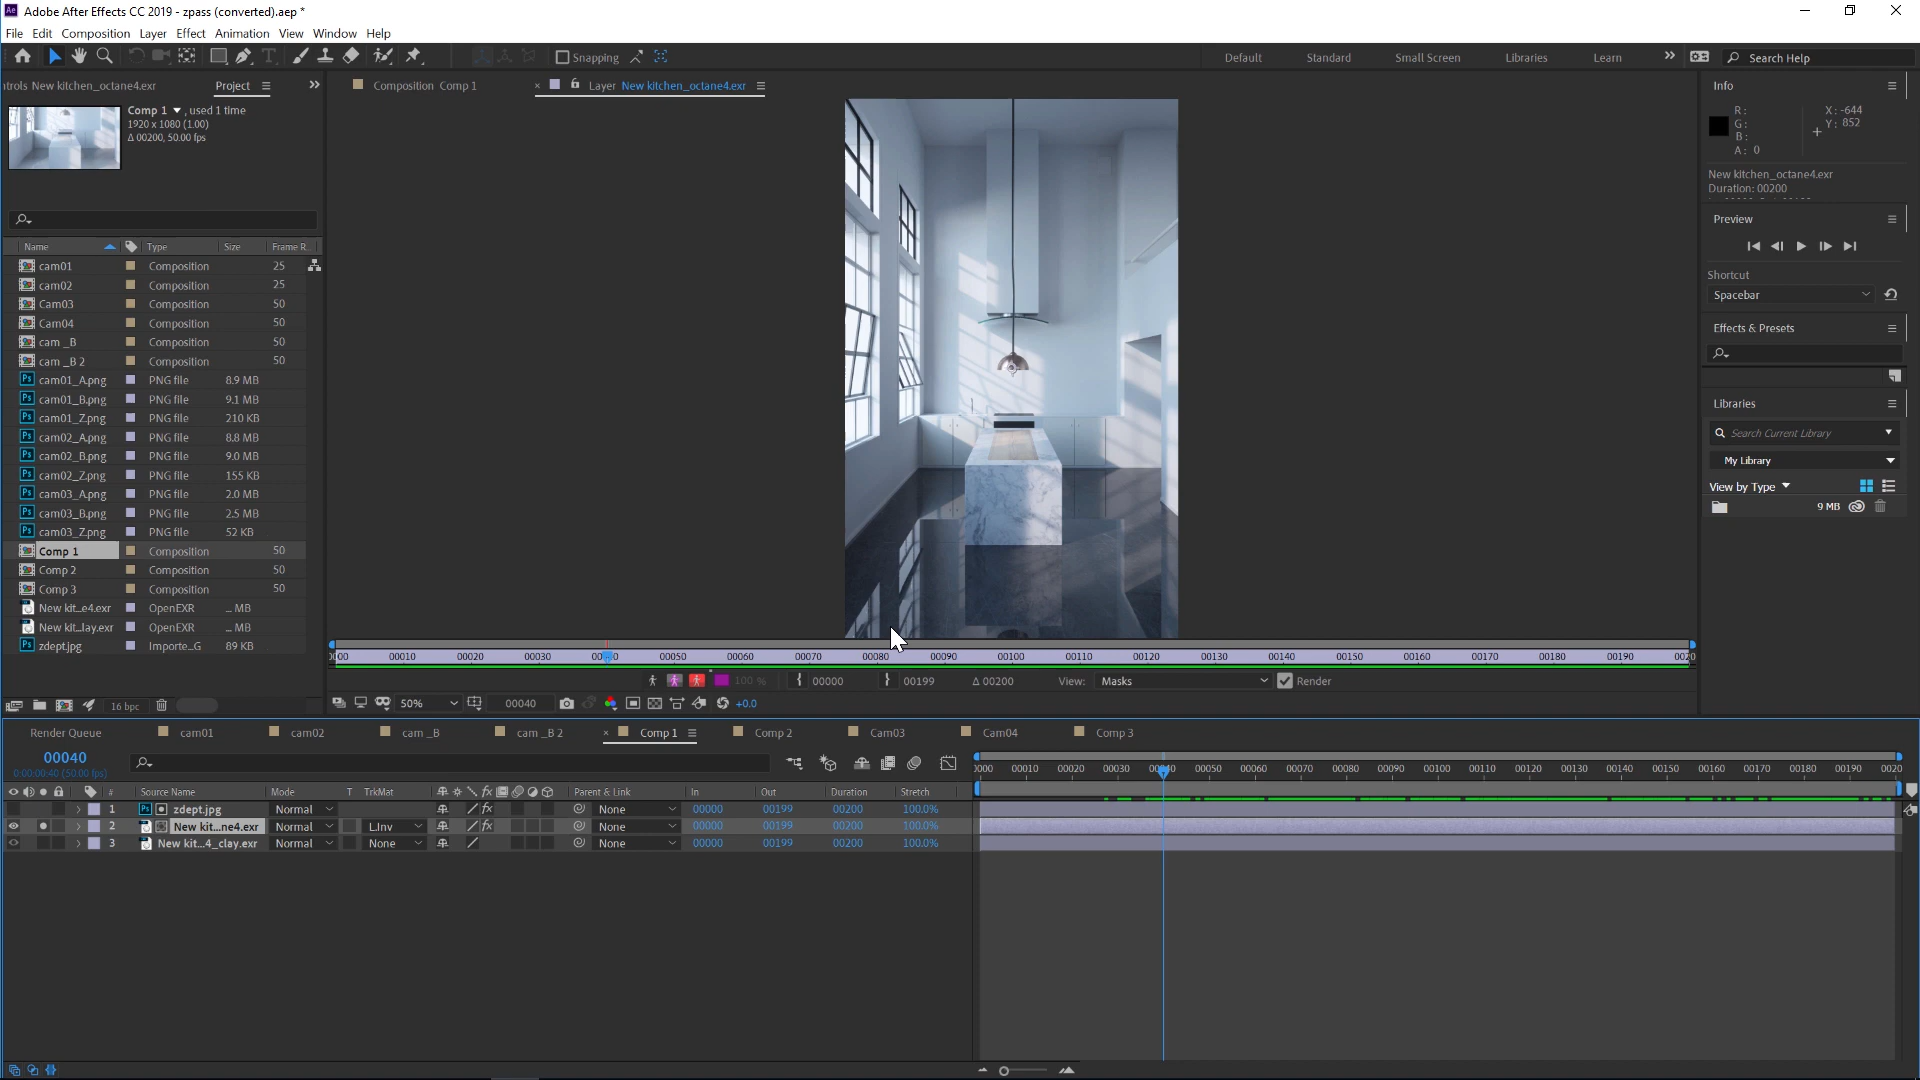 Adobe After Effects CC 2019 - zpass (converted).aep *
File Edit Composition Layer Effect Animation View Window Help
Snapping
Default Standard Small Screen Libraries Learn Search Help
ntrols New kitchen_octane4.exr Project
Composition Comp 1
Layer New kitchen_octane4.exr
Comp 1 , used 1 time
1920 x 1080 (1.00)
Δ 00200, 50.00 fps
Name Type Size Frame R..
cam01 Composition 25
cam02 Composition 25
Cam03 Composition 50
Cam04 Composition 50
cam _B Composition 50
cam _B 2 Composition 50
cam01_A.png PNG file 8.9 MB
cam01_B.png PNG file 9.1 MB
cam01_Z.png PNG file 210 KB
cam02_A.png PNG file 8.8 MB
cam02_B.png PNG file 9.0 MB
cam02_Z.png PNG file 155 KB
cam03_A.png PNG file 2.0 MB
cam03_B.png PNG file 2.5 MB
cam03_Z.png PNG file 52 KB
Comp 1 Composition 50
Comp 2 Composition 50
Comp 3 Composition 50
New kit...e4.exr OpenEXR ... MB
New kit...lay.exr OpenEXR ... MB
zdept.jpg Importe...G 89 KB
16 bpc
00010 00020 00030 00050 00060 00070 00080 00090 00100 00110 00120 00130 00140 00150 00160 00170 00180 00190
100 % 00000 00199 Δ 00200 View: Masks Render
50% 00040 +0.0
Info
R: X: -644
G: Y: 852
B:
A: 0
New kitchen_octane4.exr
Duration: 00200
Preview
Shortcut
Spacebar
Effects & Presets
Libraries
Search Current Library
My Library
View by Type
9 MB
Render Queue cam01 cam02 cam _B cam _B 2 Comp 1 Comp 2 Cam03 Cam04 Comp 3
00040
0:00:00:40 (50.00 fps)
00010 00020 00030 00050 00060 00070 00080 00090 00100 00110 00120 00130 00140 00150 00160 00170 00180 00190
# Source Name Mode T TrkMat Parent & Link In Out Duration Stretch
1 zdept.jpg Normal None 00000 00199 00200 100.0%
2 New kit...ne4.exr Normal L.Inv None 00000 00199 00200 100.0%
3 New kit...4_clay.exr Normal None None 00000 00199 00200 100.0%